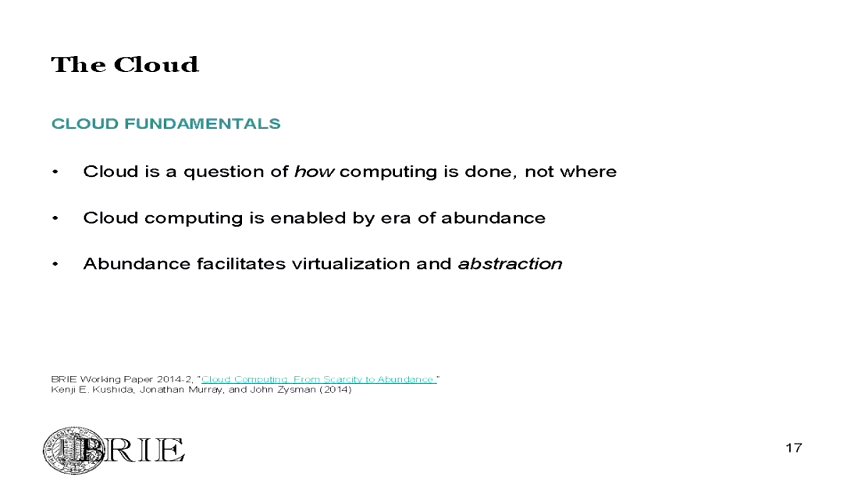 The Cloud
CLOUD FUNDAMENTALS
• Cloud is a question of how computing is done, not where
• Cloud computing is enabled by era of abundance
• Abundance facilitates virtualization and abstraction
BRIE Working Paper 2014-2, "Cloud Computing: From Scarcity to Abundance."
Kenji E. Kushida, Jonathan Murray, and John Zysman (2014)
BRIE
17